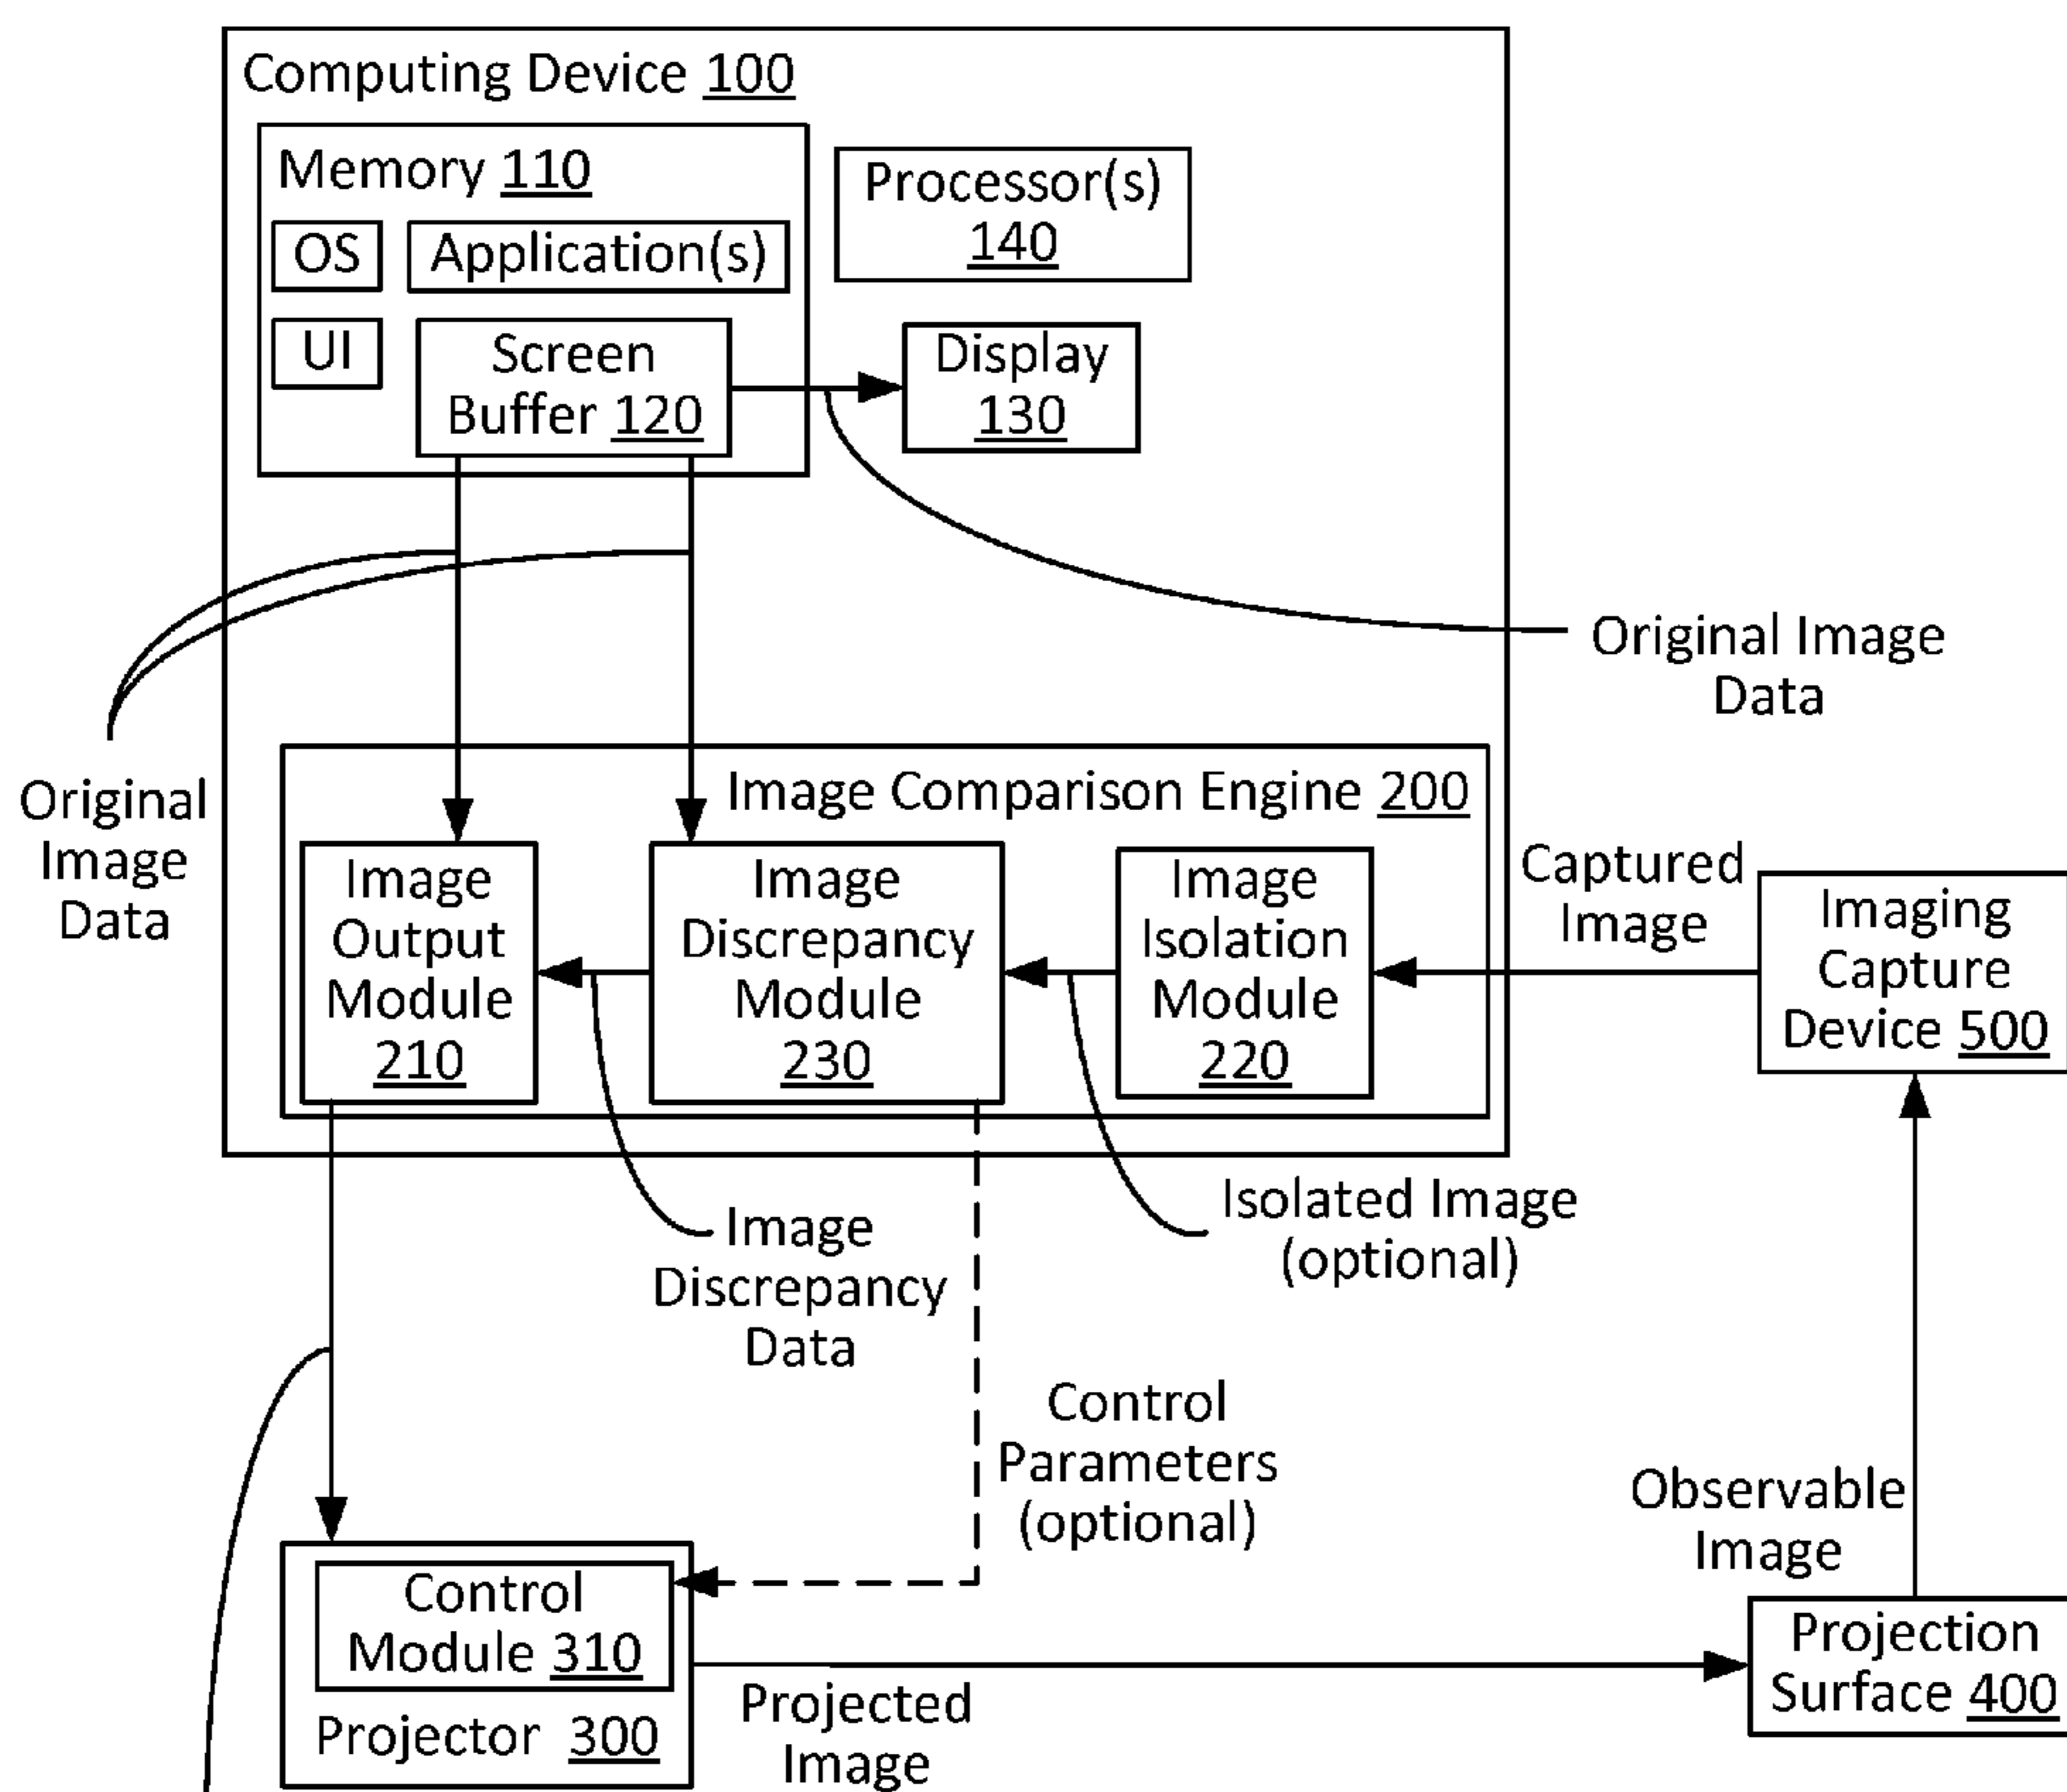 Computing Device 100
Memory 110
OS
Application(s)
UI
Screen
Buffer 120
Processor(s)
140
Display
130
Original Image
Data
Original
Image
Data
Image Comparison Engine 200
Image
Output
Module
210
Image
Discrepancy
Module
230
Image
Isolation
Module
220
Captured
Image
Imaging
Capture
Device 500
Image
Discrepancy
Data
Isolated Image
(optional)
Control
Parameters
(optional)
Observable
Image
Control
Module 310
Projector 300
Projected
Image
Projection
Surface 400